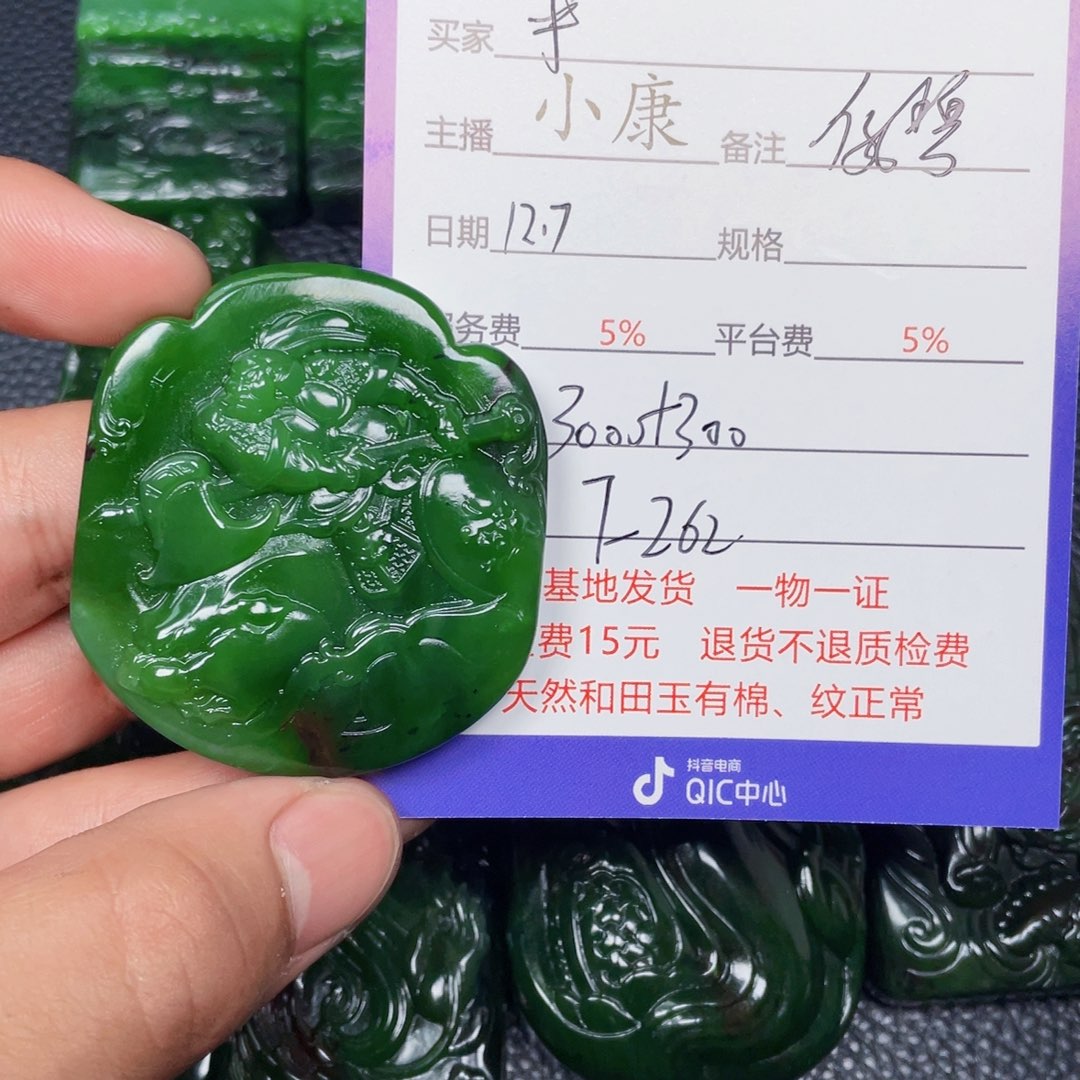 买家
主播 小康 备注
日期 12.7 规格
务费 5% 平台费 5%
3000+300
7-262
基地发货 一物一证
费15元 退货不退质检费
天然和田玉有棉、纹正常
抖音电商
QIC中心